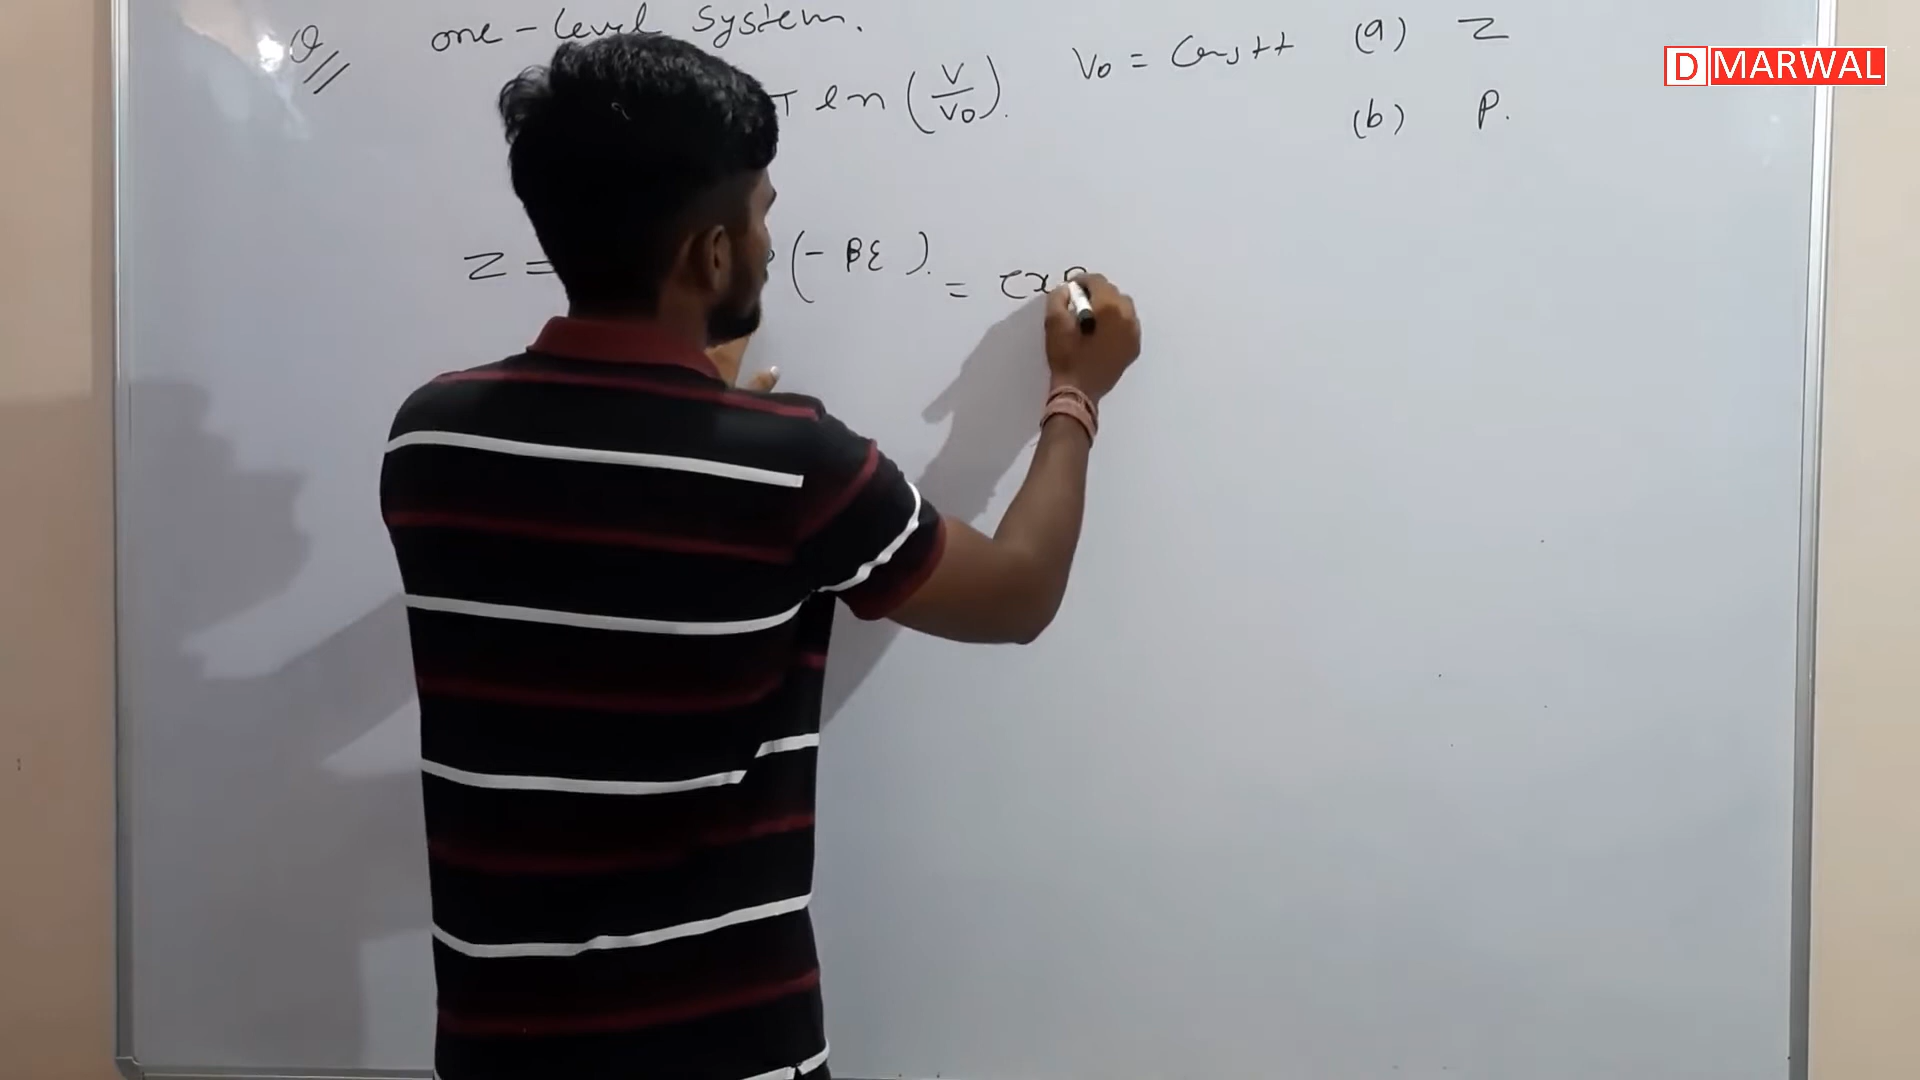 Q one-level system.
T ln (V/V0). V0 = Constt (a) Z
(b) P.
Z = (- βε). = exp
D MARWAL